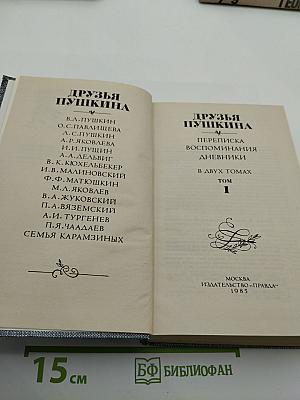 ДРУЗЬЯ
ПУШКИНА
В.Л.ПУШКИН
О.С.ПАВЛИЩЕВА
Л.С.ПУШКИН
А.Р.ЯКОВЛЕВА
И.И.ПУЩИН
А.А.ДЕЛЬВИГ
В.К.КЮХЕЛЬБЕКЕР
И.В.МАЛИНОВСКИЙ
Ф.Ф.МАТЮШКИН
М.Л.ЯКОВЛЕВ
В.А.ЖУКОВСКИЙ
П.А.ВЯЗЕМСКИЙ
А.И.ТУРГЕНЕВ
П.Я.ЧААДАЕВ
СЕМЬЯ КАРАМЗИНЫХ
ДРУЗЬЯ
ПУШКИНА
ПЕРЕПИСКА
ВОСПОМИНАНИЯ
ДНЕВНИКИ
В ДВУХ ТОМАХ
ТОМ
1
МОСКВА
ИЗДАТЕЛЬСТВО «ПРАВДА»
1985
15 см
БФ БИБЛИОФАН